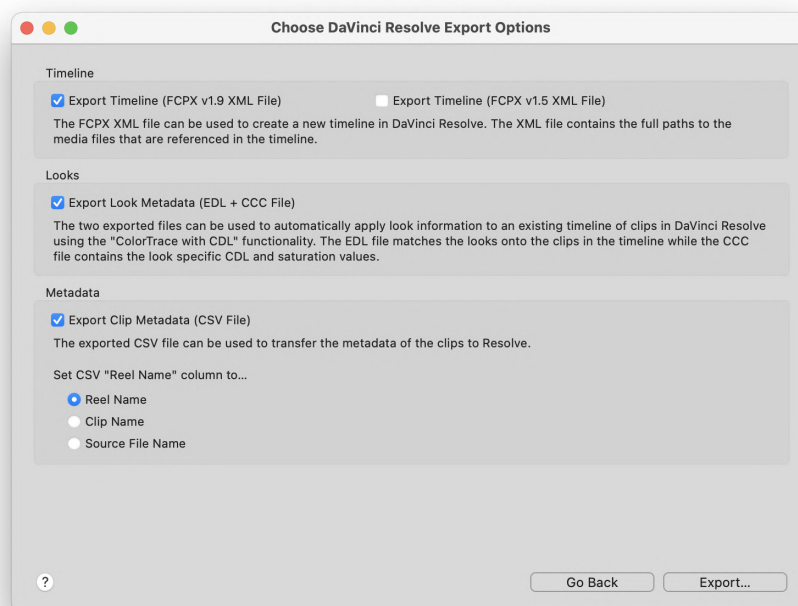 Choose DaVinci Resolve Export Options
Timeline
Export Timeline (FCPX v1.9 XML File)
Export Timeline (FCPX v1.5 XML File)
The FCPX XML file can be used to create a new timeline in DaVinci Resolve. The XML file contains the full paths to the
media files that are referenced in the timeline.
Looks
Export Look Metadata (EDL + CCC File)
The two exported files can be used to automatically apply look information to an existing timeline of clips in DaVinci Resolve
using the "ColorTrace with CDL" functionality. The EDL file matches the looks onto the clips in the timeline while the CCC
file contains the look specific CDL and saturation values.
Metadata
Export Clip Metadata (CSV File)
The exported CSV file can be used to transfer the metadata of the clips to Resolve.
Set CSV "Reel Name" column to...
Reel Name
Clip Name
Source File Name
?
Go Back
Export...